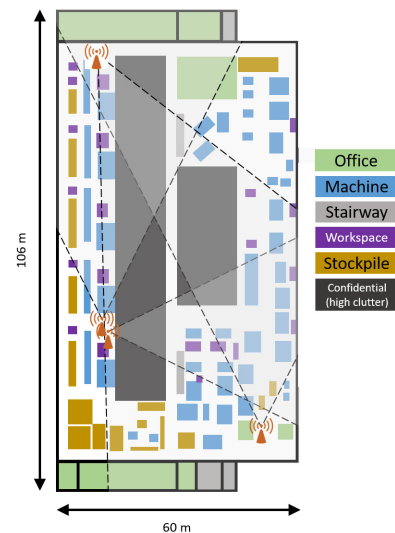 106 m
60 m
Office
Machine
Stairway
Workspace
Stockpile
Confidential
(high clutter)